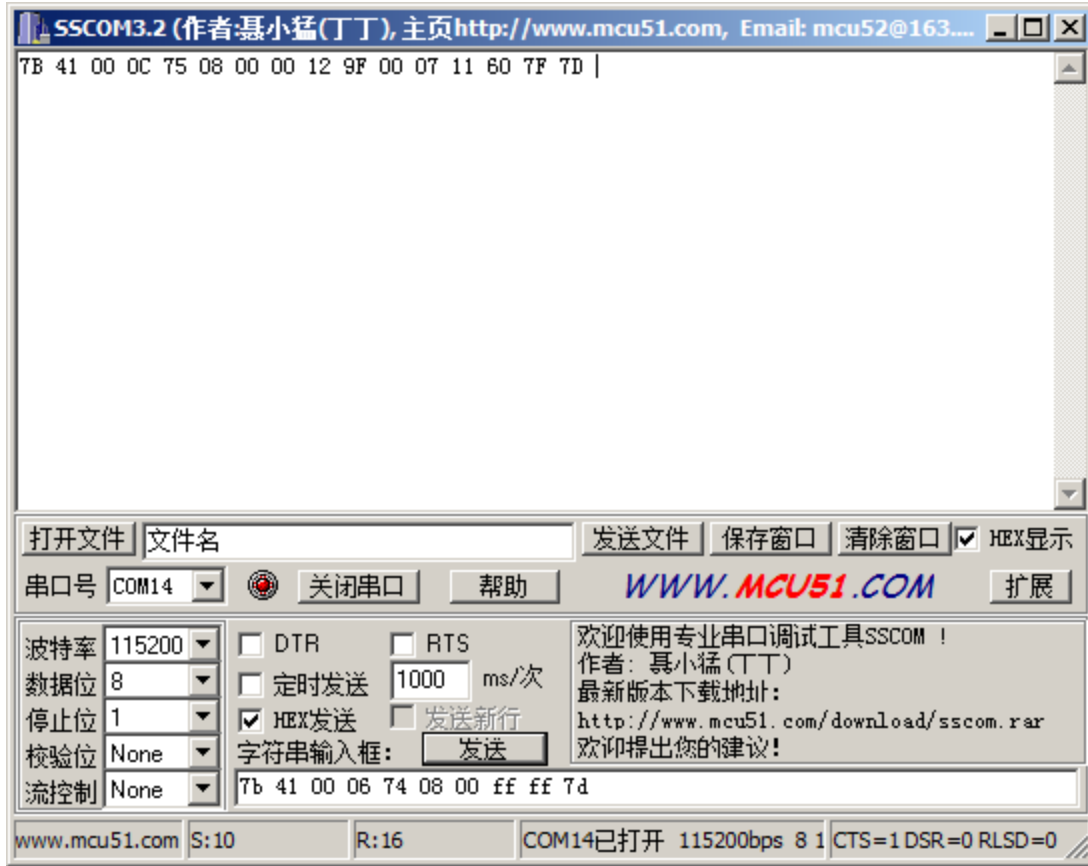 SSCOM3.2 (作者:聂小猛(丁丁), 主页http://www.mcu51.com, Email: mcu52@163....
7B 41 00 0C 75 08 00 00 12 9F 00 07 11 60 7F 7D
打开文件 文件名 发送文件 保存窗口 清除窗口 HEX显示
串口号 COM14 关闭串口 帮助 WWW.MCU51.COM 扩展
波特率 115200
数据位 8
停止位 1
校验位 None
流控制 None
DTR RTS
定时发送 1000 ms/次
HEX发送 发送新行
字符串输入框: 发送
7b 41 00 06 74 08 00 ff ff 7d
欢迎使用专业串口调试工具SSCOM !
作者: 聂小猛(丁丁)
最新版本下载地址:
http://www.mcu51.com/download/sscom.rar
欢迎提出您的建议!
www.mcu51.com S:10 R:16 COM14已打开 115200bps 8 1 CTS=1 DSR=0 RLSD=0